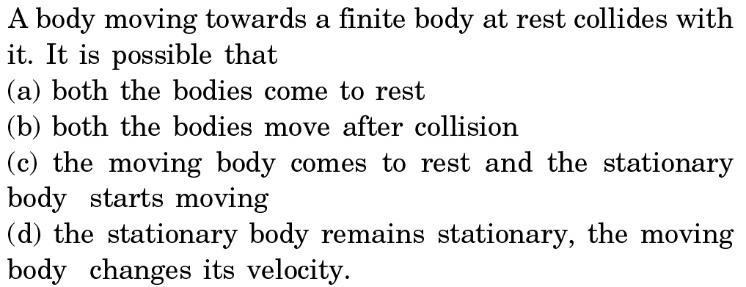 A body moving towards a finite body at rest collides with
it. It is possible that
(a) both the bodies come to rest
(b) both the bodies move after collision
(c) the moving body comes to rest and the stationary
body starts moving
(d) the stationary body remains stationary, the moving
body changes its velocity.